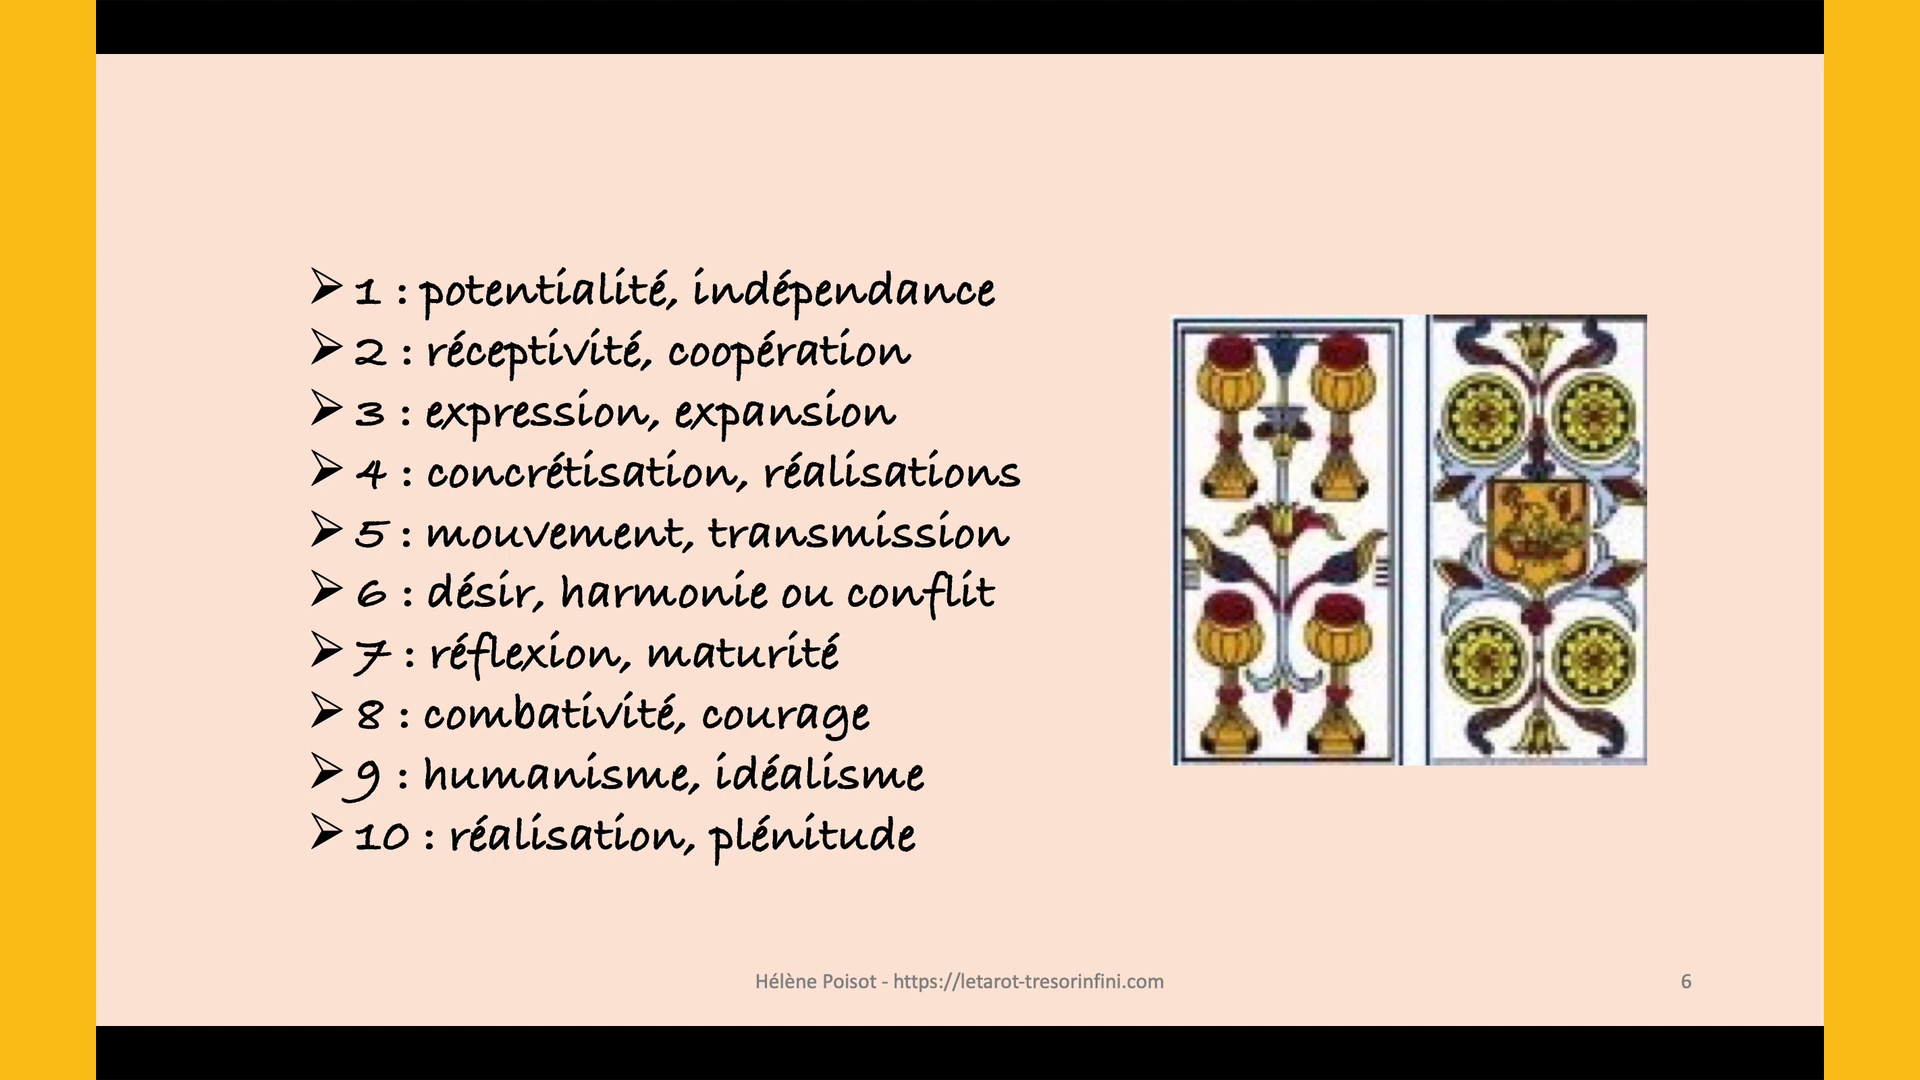 ➢ 1 : potentialité, indépendance
➢ 2 : réceptivité, coopération
➢ 3 : expression, expansion
➢ 4 : concrétisation, réalisations
➢ 5 : mouvement, transmission
➢ 6 : désir, harmonie ou conflit
➢ 7 : réflexion, maturité
➢ 8 : combativité, courage
➢ 9 : humanisme, idéalisme
➢ 10 : réalisation, plénitude
Hélène Poisot - https://letarot-tresorinfini.com
6